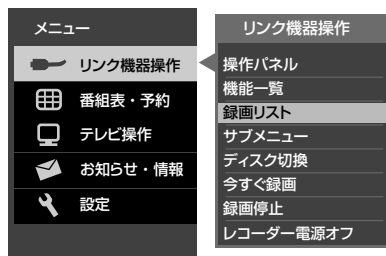 メニュー
リンク機器操作
番組表・予約
テレビ操作
お知らせ・情報
設定
リンク機器操作
操作パネル
機能一覧
録画リスト
サブメニュー
ディスク切換
今すぐ録画
録画停止
レコーダー電源オフ